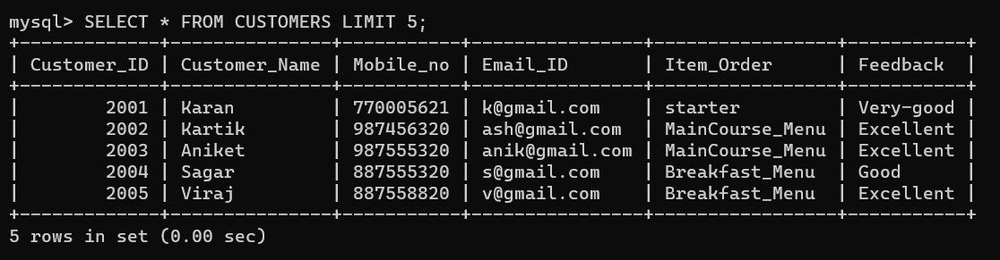 mysql> SELECT * FROM CUSTOMERS LIMIT 5;
+-------------+---------------+-----------+----------------+-----------------+-----------+
| Customer_ID | Customer_Name | Mobile_no | Email_ID       | Item_Order      | Feedback  |
+-------------+---------------+-----------+----------------+-----------------+-----------+
|        2001 | Karan         | 770005621 | k@gmail.com    | starter         | Very-good |
|        2002 | Kartik        | 987456320 | ash@gmail.com  | MainCourse_Menu | Excellent |
|        2003 | Aniket        | 987555320 | anik@gmail.com | MainCourse_Menu | Excellent |
|        2004 | Sagar         | 887555320 | s@gmail.com    | Breakfast_Menu  | Good      |
|        2005 | Viraj         | 887558820 | v@gmail.com    | Breakfast_Menu  | Excellent |
+-------------+---------------+-----------+----------------+-----------------+-----------+
5 rows in set (0.00 sec)